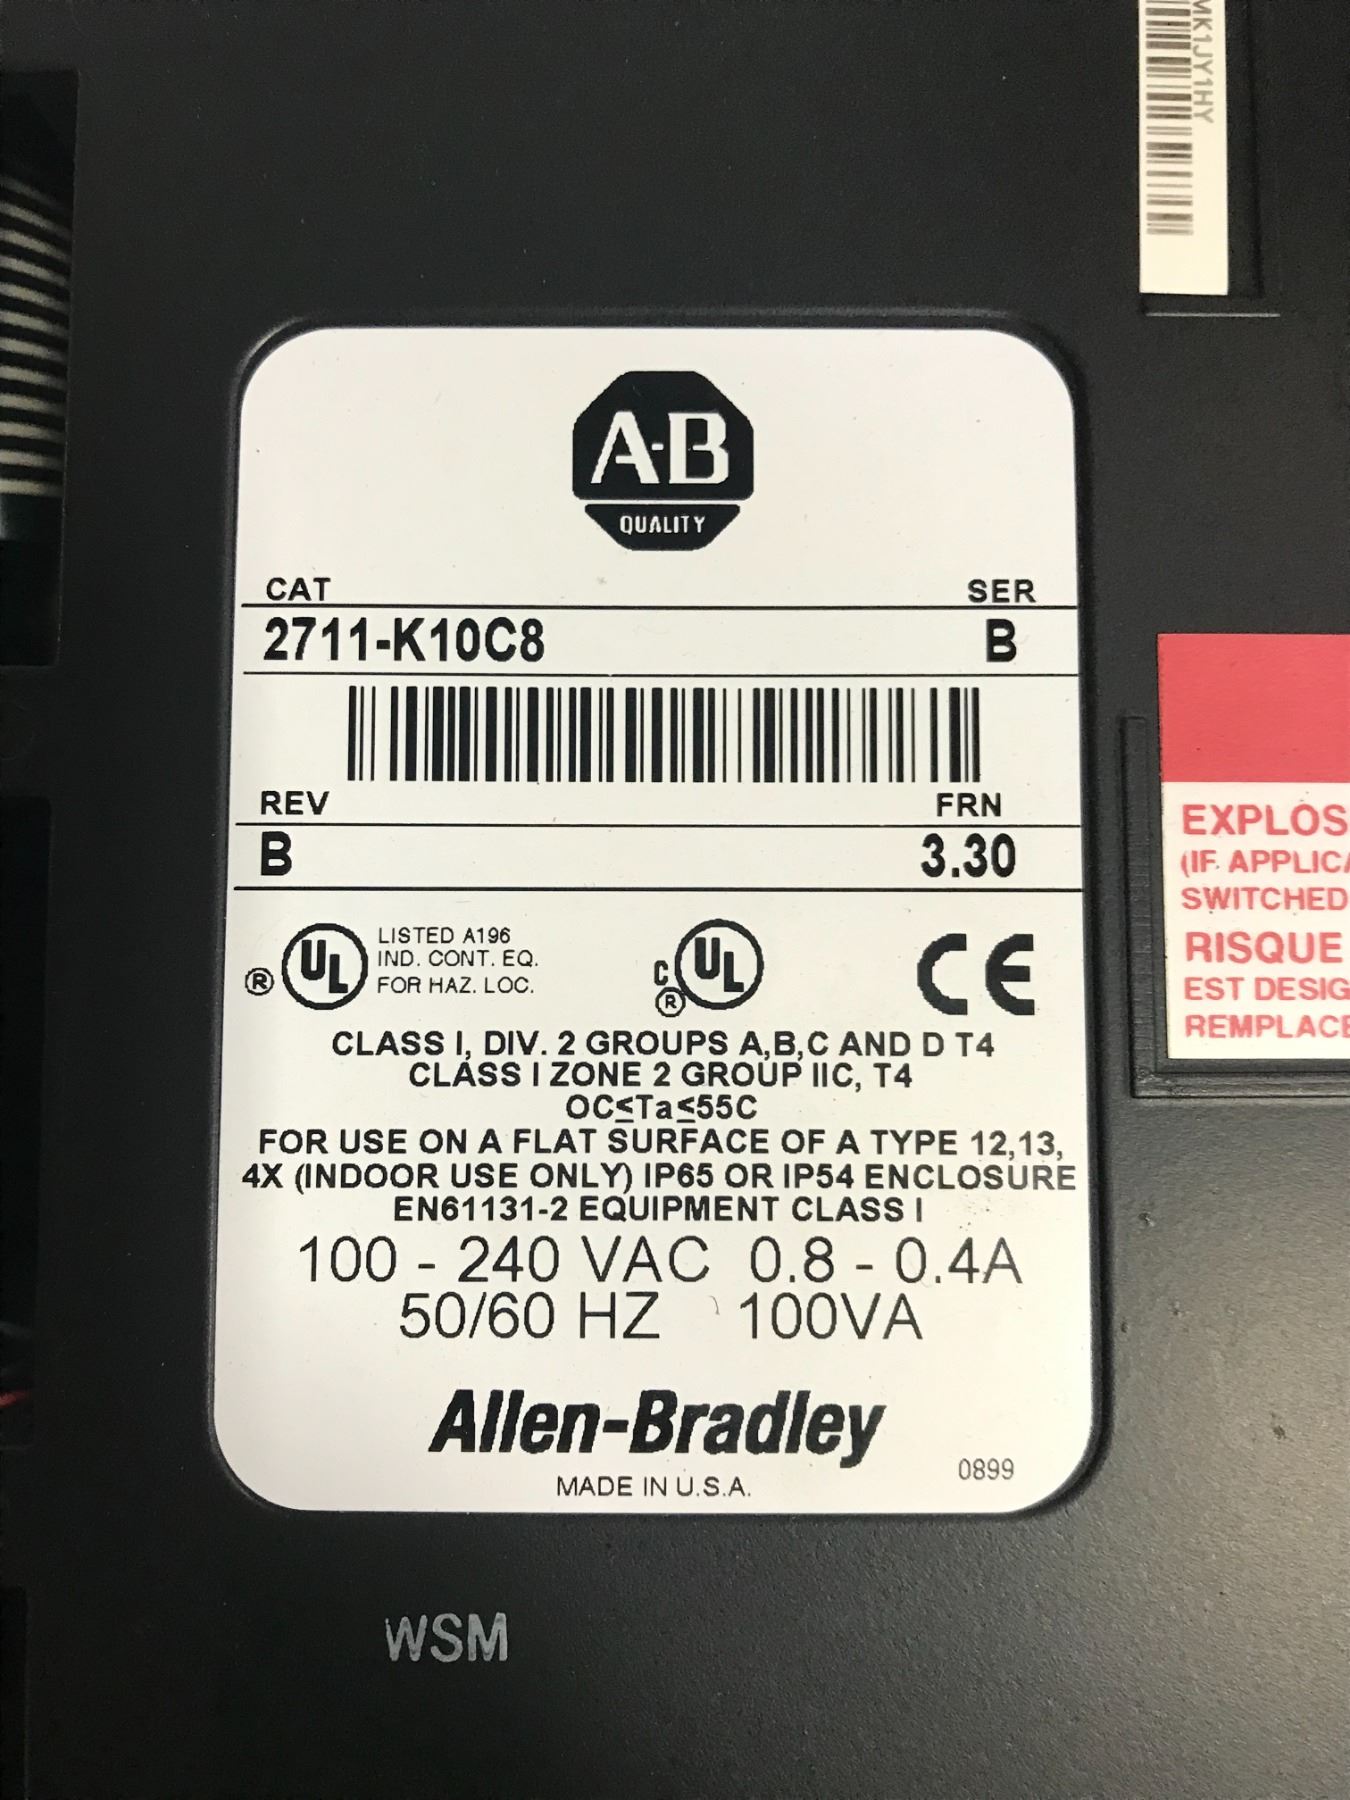 MK1JY1HY
A-B
QUALITY
CAT SER
2711-K10C8 B
REV FRN
B 3.30
® UL LISTED A196
IND. CONT. EQ.
FOR HAZ. LOC.
C UL ® CE
CLASS I, DIV. 2 GROUPS A,B,C AND D T4
CLASS I ZONE 2 GROUP IIC, T4
OC≤Ta≤55C
FOR USE ON A FLAT SURFACE OF A TYPE 12,13,
4X (INDOOR USE ONLY) IP65 OR IP54 ENCLOSURE
EN61131-2 EQUIPMENT CLASS I
100 - 240 VAC 0.8 - 0.4A
50/60 HZ 100VA
Allen-Bradley
MADE IN U.S.A. 0899
WSM
EXPLOS
(IF APPLICA
SWITCHED
RISQUE
EST DESIG
REMPLACE